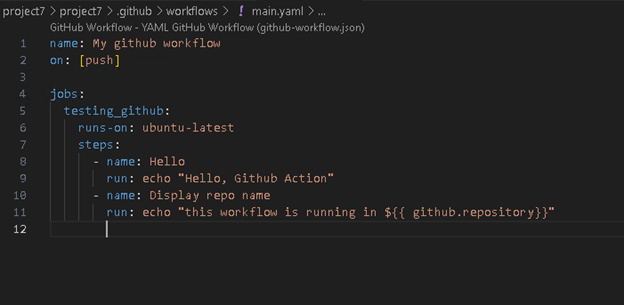 project7 > project7 > .github > workflows > ! main.yaml > ...
GitHub Workflow - YAML GitHub Workflow (github-workflow.json)
1 name: My github workflow
2 on: [push]
3
4 jobs:
5 testing_github:
6 runs-on: ubuntu-latest
7 steps:
8 - name: Hello
9 run: echo "Hello, Github Action"
10 - name: Display repo name
11 run: echo "this workflow is running in ${{ github.repository}}"
12